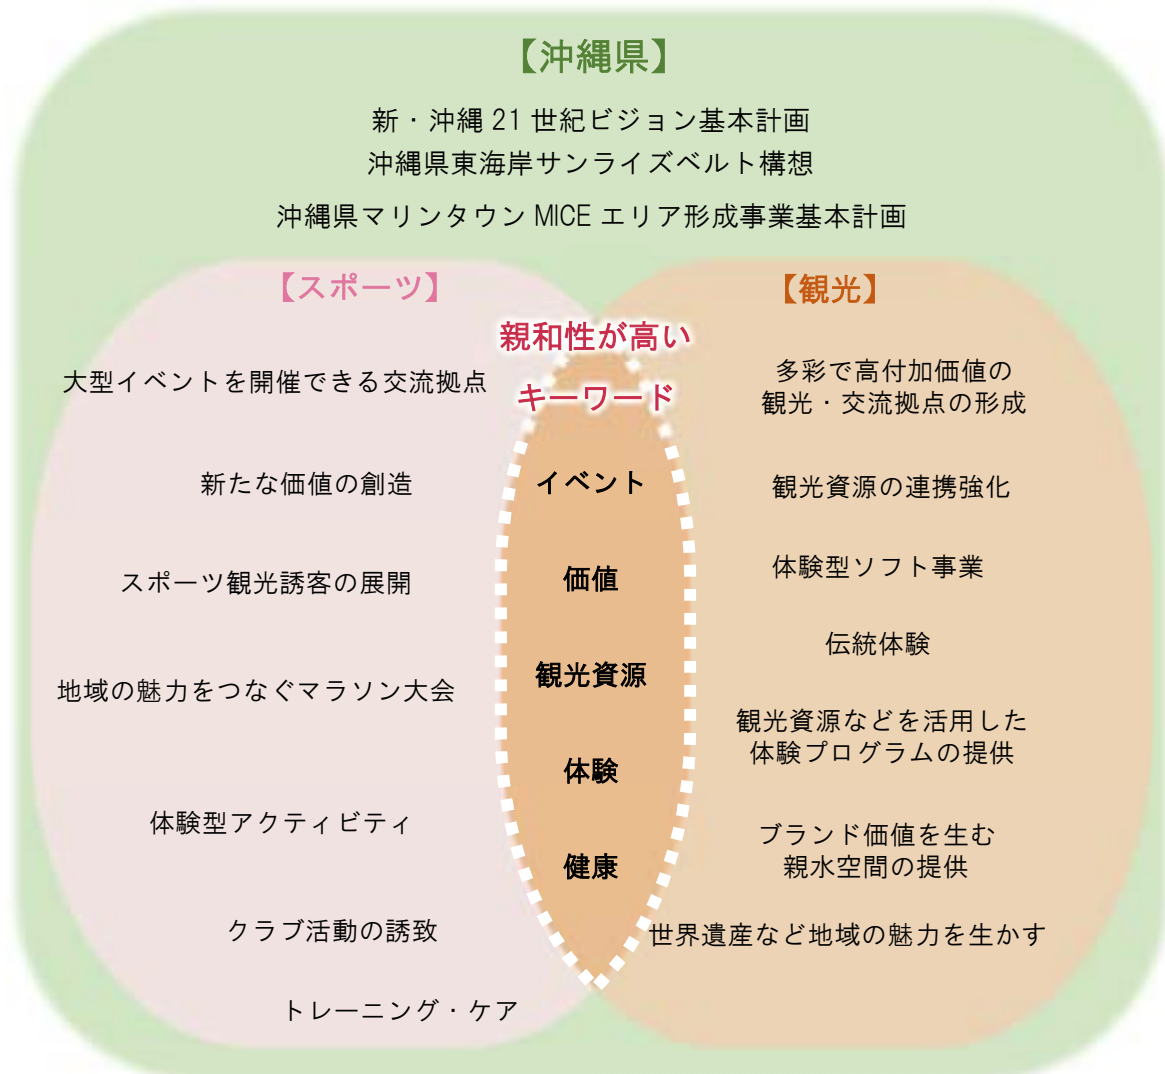 【沖縄県】
新・沖縄21世紀ビジョン基本計画
沖縄県東海岸サンライズベルト構想
沖縄県マリンタウンMICEエリア形成事業基本計画
【スポーツ】
大型イベントを開催できる交流拠点
新たな価値の創造
スポーツ観光誘客の展開
地域の魅力をつなぐマラソン大会
体験型アクティビティ
クラブ活動の誘致
トレーニング・ケア
親和性が高い
キーワード
イベント
価値
観光資源
体験
健康
【観光】
多彩で高付加価値の
観光・交流拠点の形成
観光資源の連携強化
体験型ソフト事業
伝統体験
観光資源などを活用した
体験プログラムの提供
ブランド価値を生む
親水空間の提供
世界遺産など地域の魅力を生かす